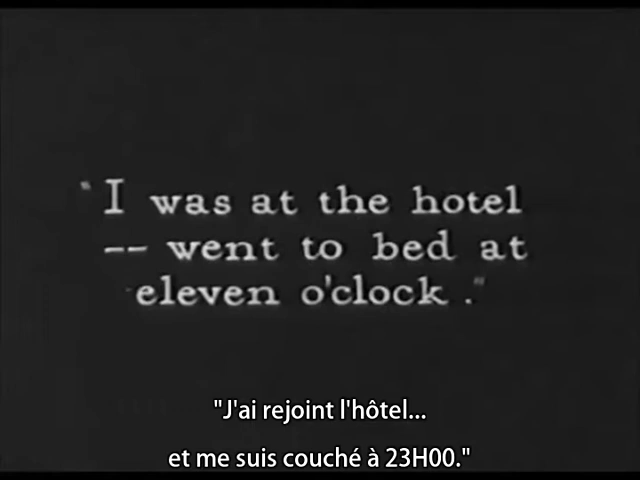 "I was at the hotel
-- went to bed at
eleven o'clock."
"J'ai rejoint l'hôtel...
et me suis couché à 23H00."